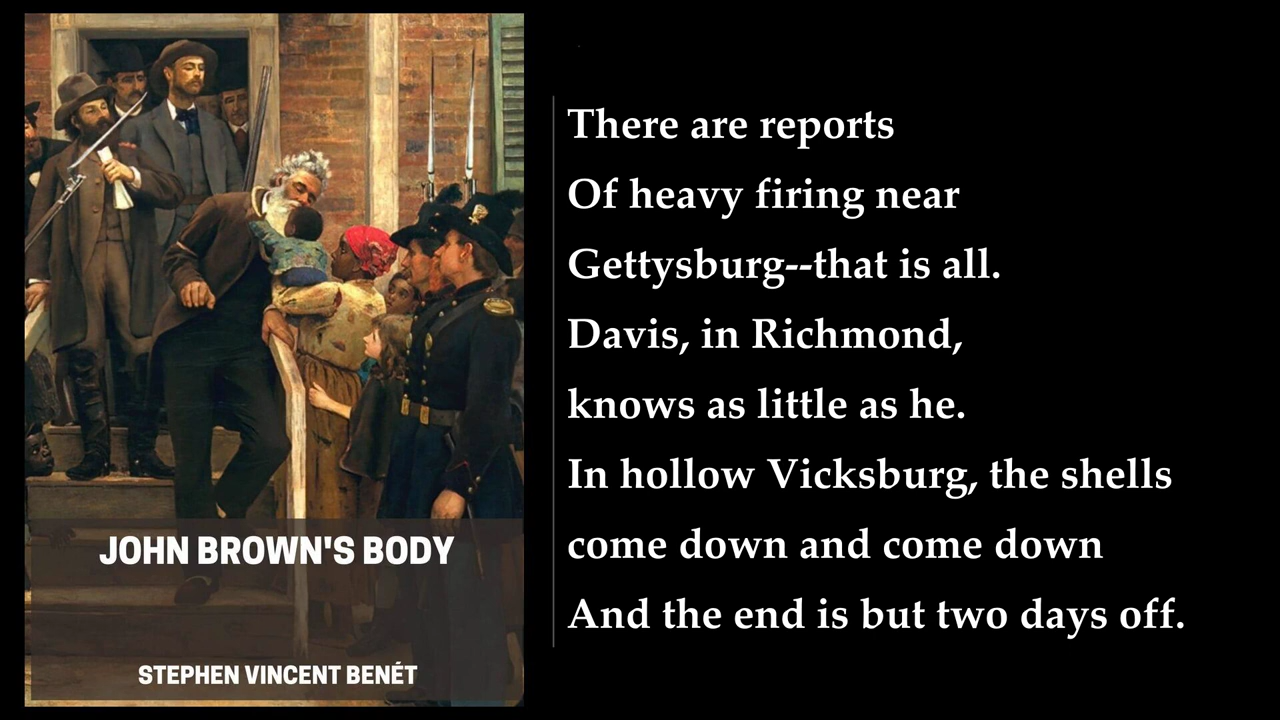 JOHN BROWN'S BODY
STEPHEN VINCENT BENÉT
There are reports
Of heavy firing near
Gettysburg--that is all.
Davis, in Richmond,
knows as little as he.
In hollow Vicksburg, the shells
come down and come down
And the end is but two days off.